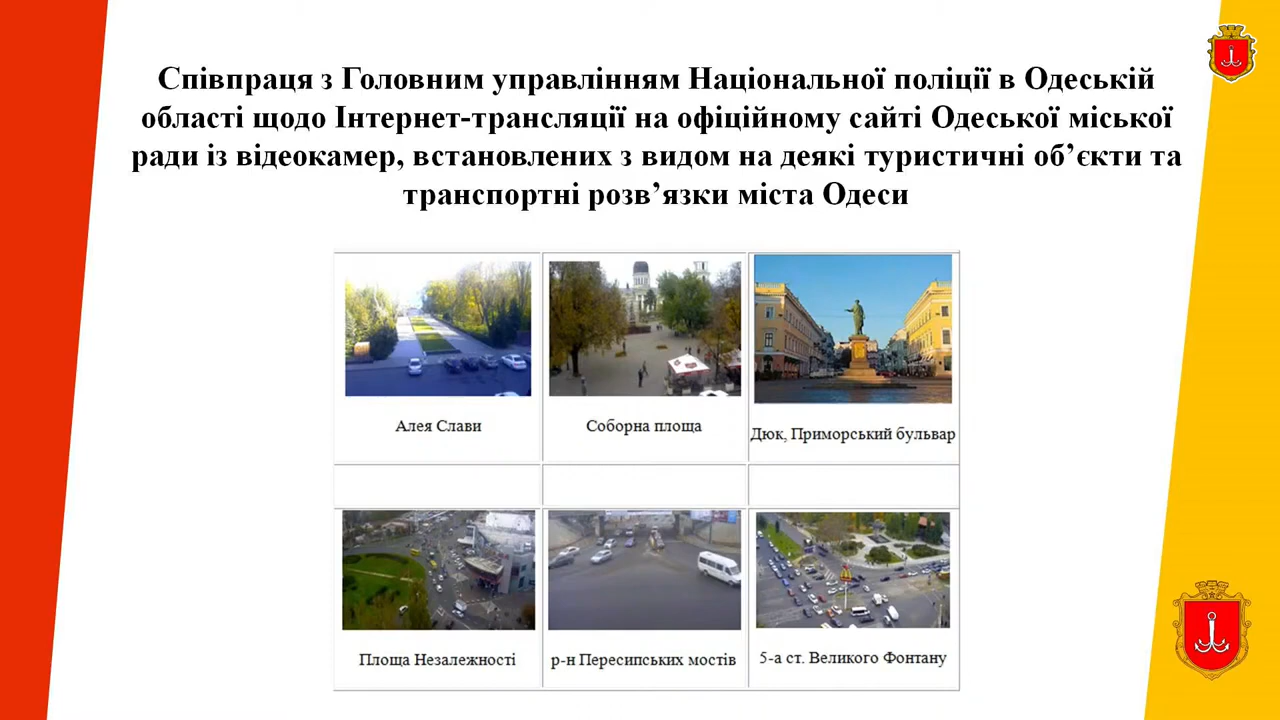 Співпраця з Головним управлінням Національної поліції в Одеській
області щодо Інтернет-трансляції на офіційному сайті Одеської міської
ради із відеокамер, встановлених з видом на деякі туристичні об’єкти та
транспортні розв’язки міста Одеси
Алея Слави
Соборна площа
Дюк, Приморський бульвар
Площа Незалежності
р-н Пересипських мостів
5-а ст. Великого Фонтану